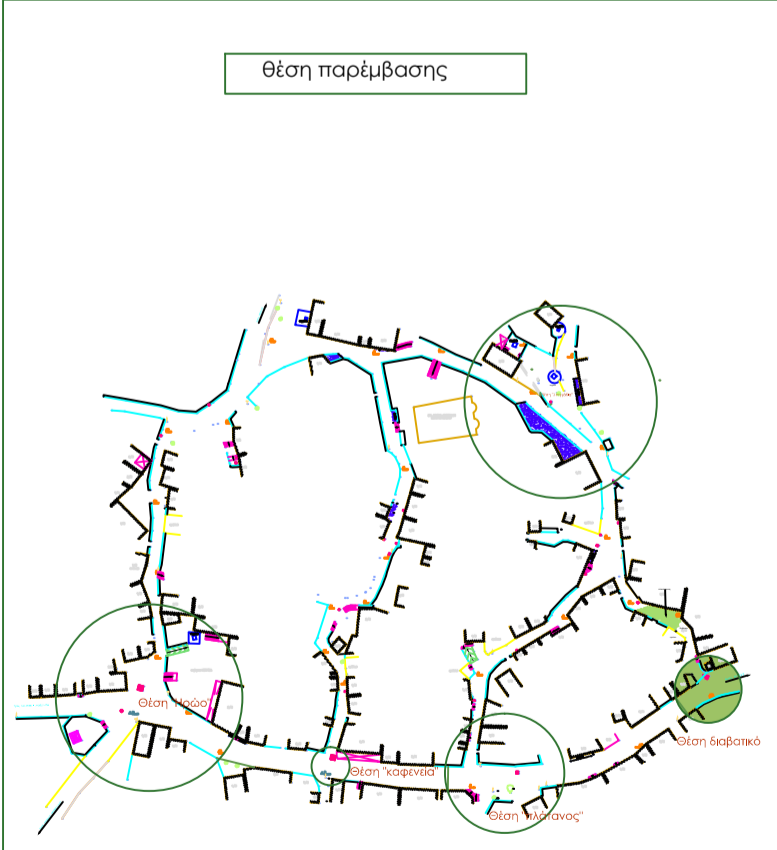 θέση παρέμβασης
Θέση "Ηρώο"
Θέση διαβατικό
Θέση "καφενεία"
Θέση "πλάτανος"